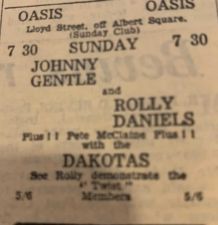 OASIS OASIS
Lloyd Street, off Albert Square.
(Sunday Club)
7 30 SUNDAY 7 30
JOHNNY
GENTLE
and
ROLLY
DANIELS
Plus!! Pete McClaine Plus!!
with the
DAKOTAS
See Rolly demonstrate the
"Twist."
5/6 Members 5/6